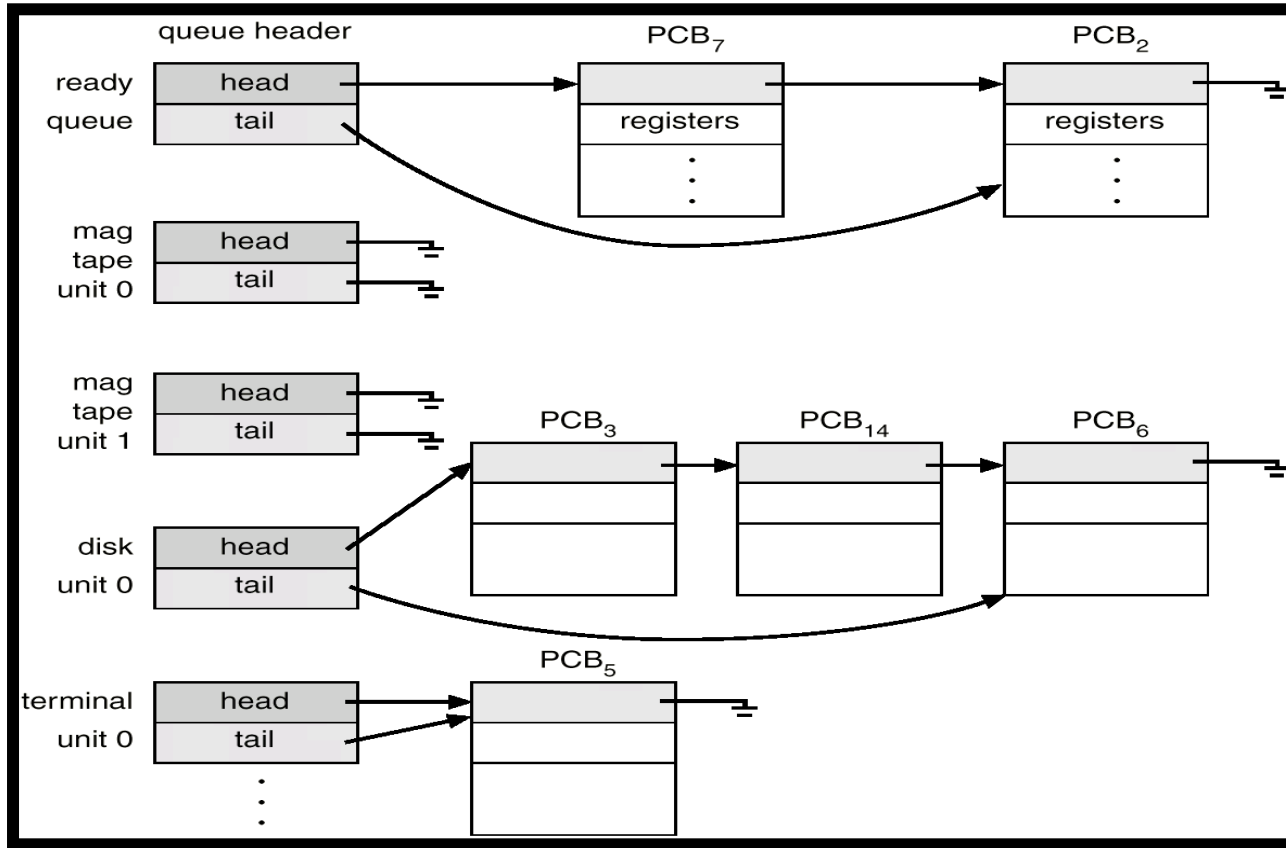 queue header
PCB₇
PCB₂
ready
queue
head
tail
registers
registers
mag
tape
unit 0
head
tail
mag
tape
unit 1
head
tail
PCB₃
PCB₁₄
PCB₆
disk
unit 0
head
tail
PCB₅
terminal
unit 0
head
tail